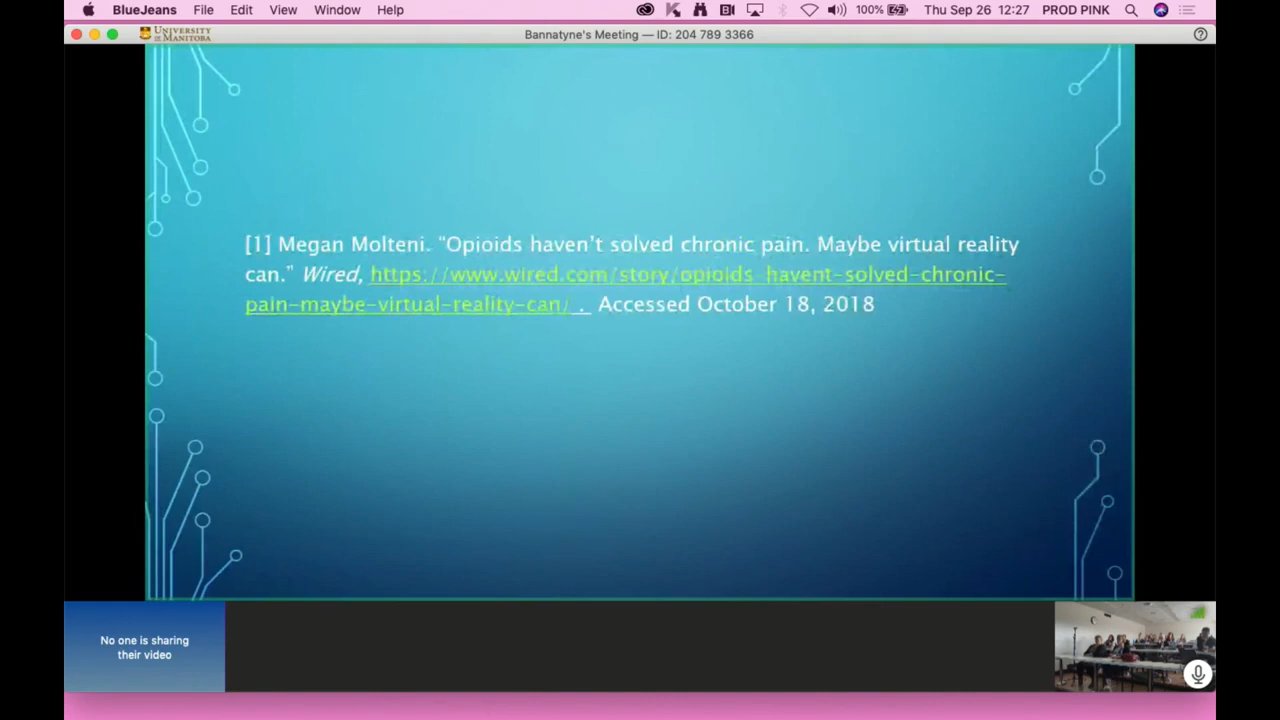 BlueJeans File Edit View Window Help 100% Thu Sep 26 12:27 PROD PINK
UNIVERSITY
OF MANITOBA
Bannatyne's Meeting — ID: 204 789 3366
[1] Megan Molteni. “Opioids haven’t solved chronic pain. Maybe virtual reality
can.” Wired, https://www.wired.com/story/opioids-havent-solved-chronic-
pain-maybe-virtual-reality-can/ . Accessed October 18, 2018
No one is sharing
their video